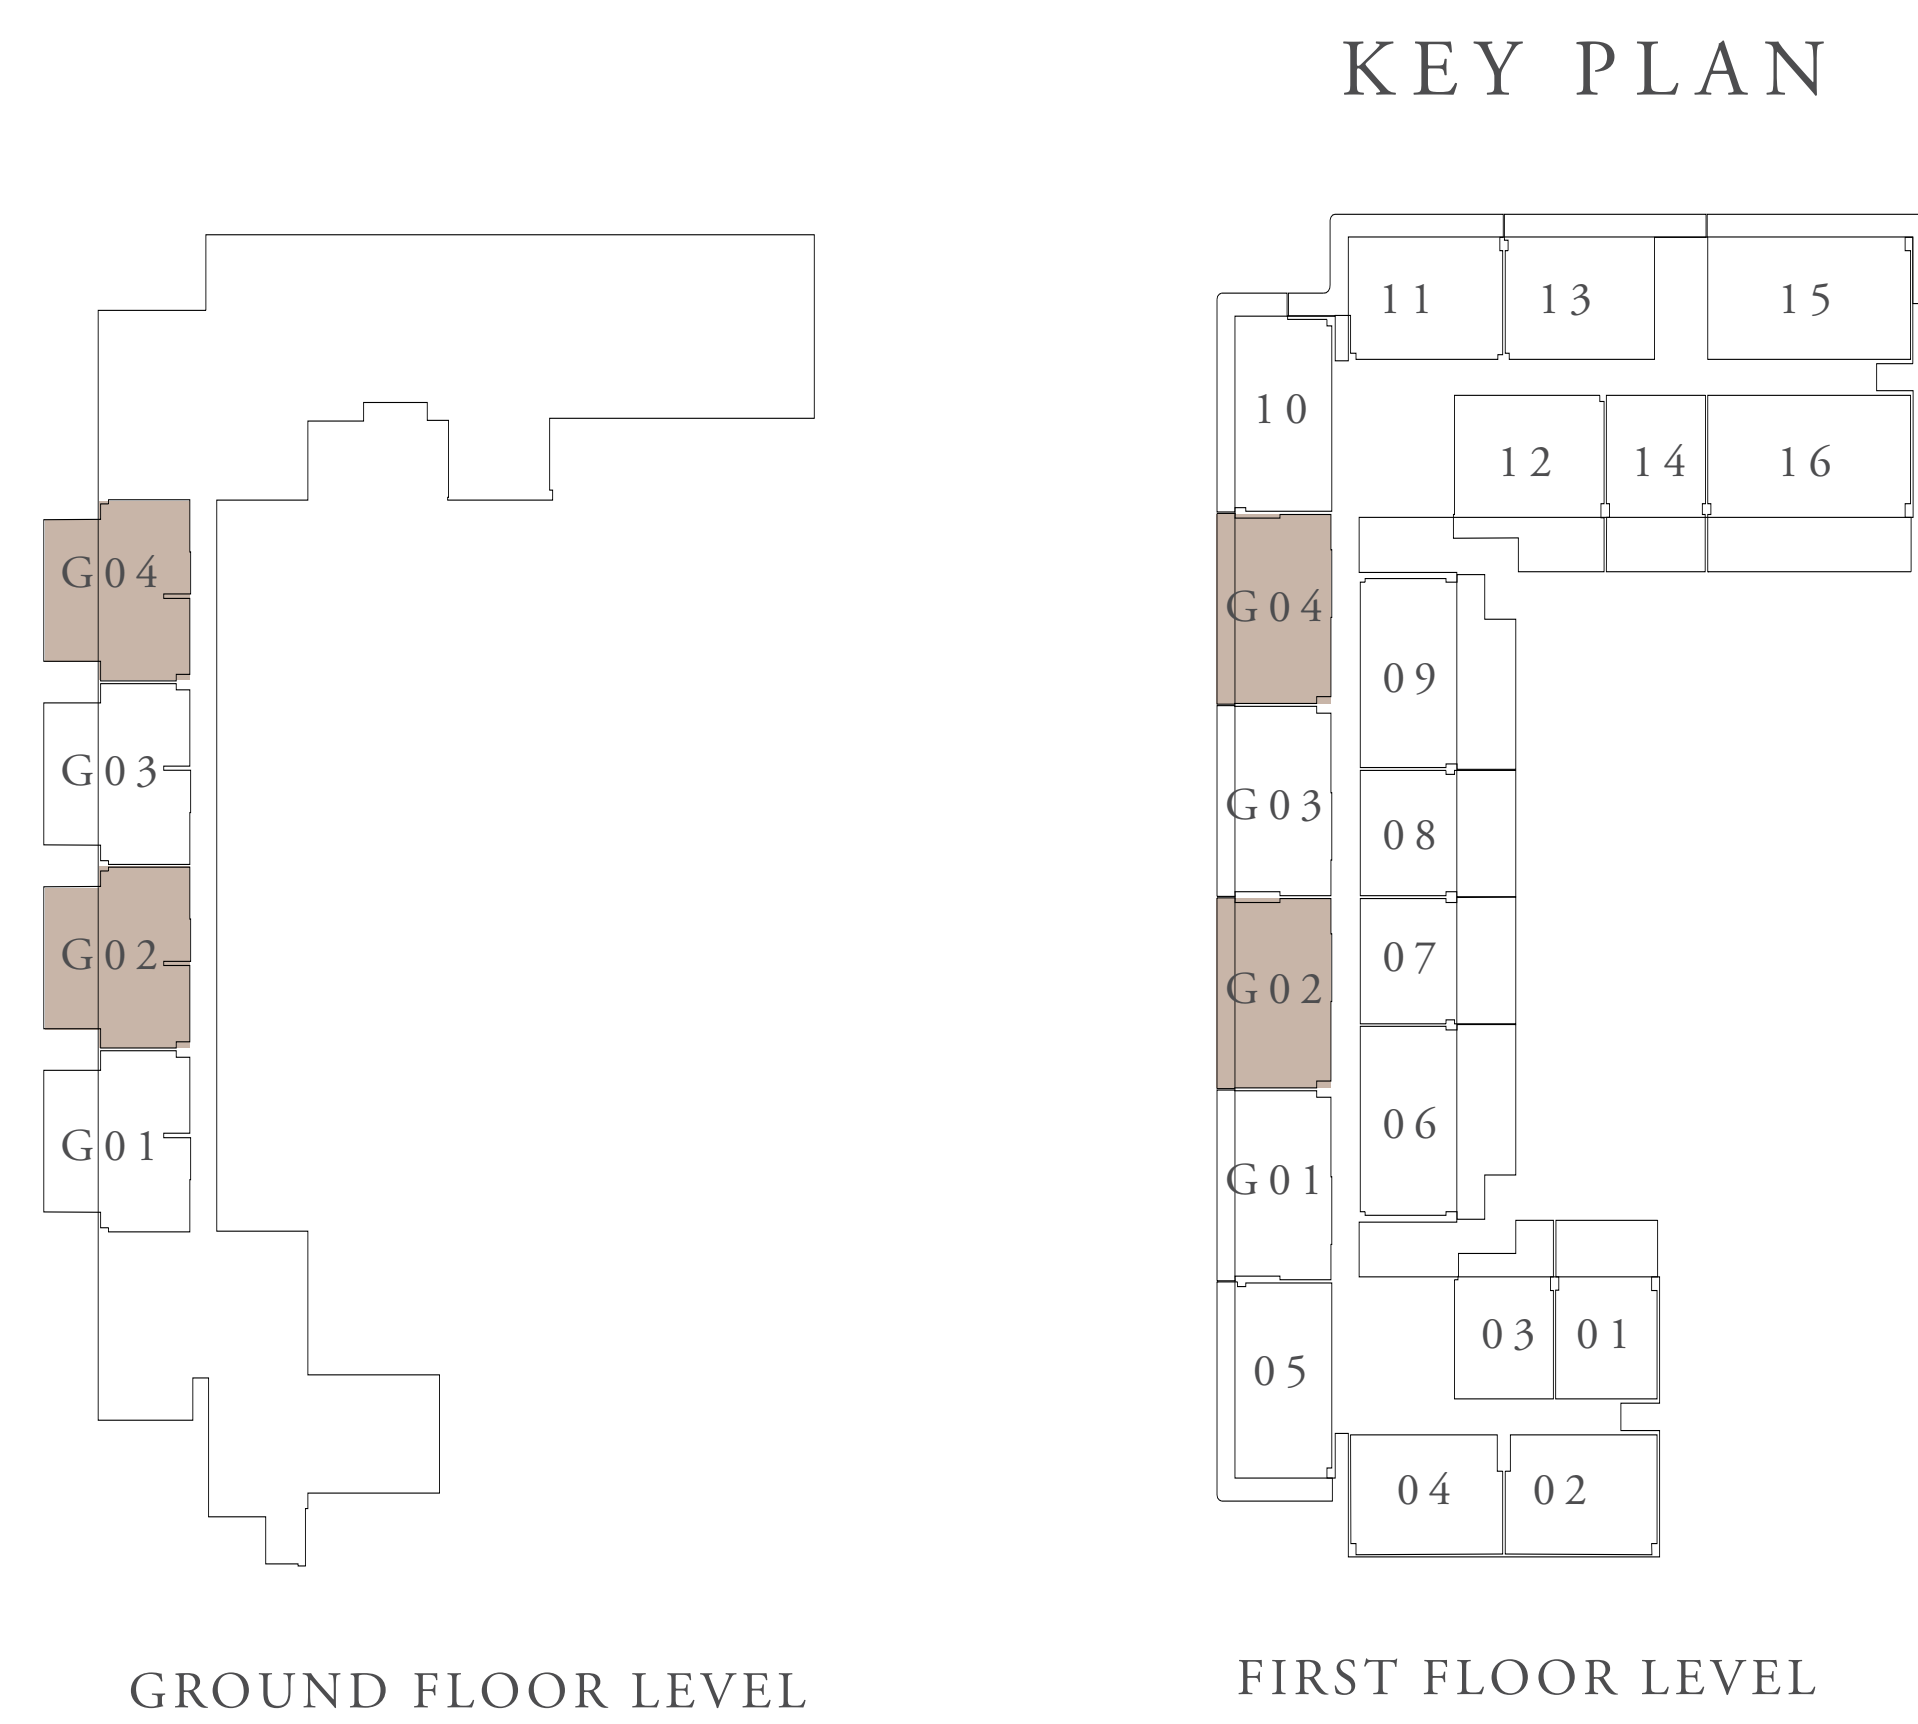 KEY PLAN
G04
G03
G02
G01
GROUND FLOOR LEVEL
11 13 15
10
12 14 16
G04
09
G03
08
07
G02
06
G01
03 01
05
04 02
FIRST FLOOR LEVEL